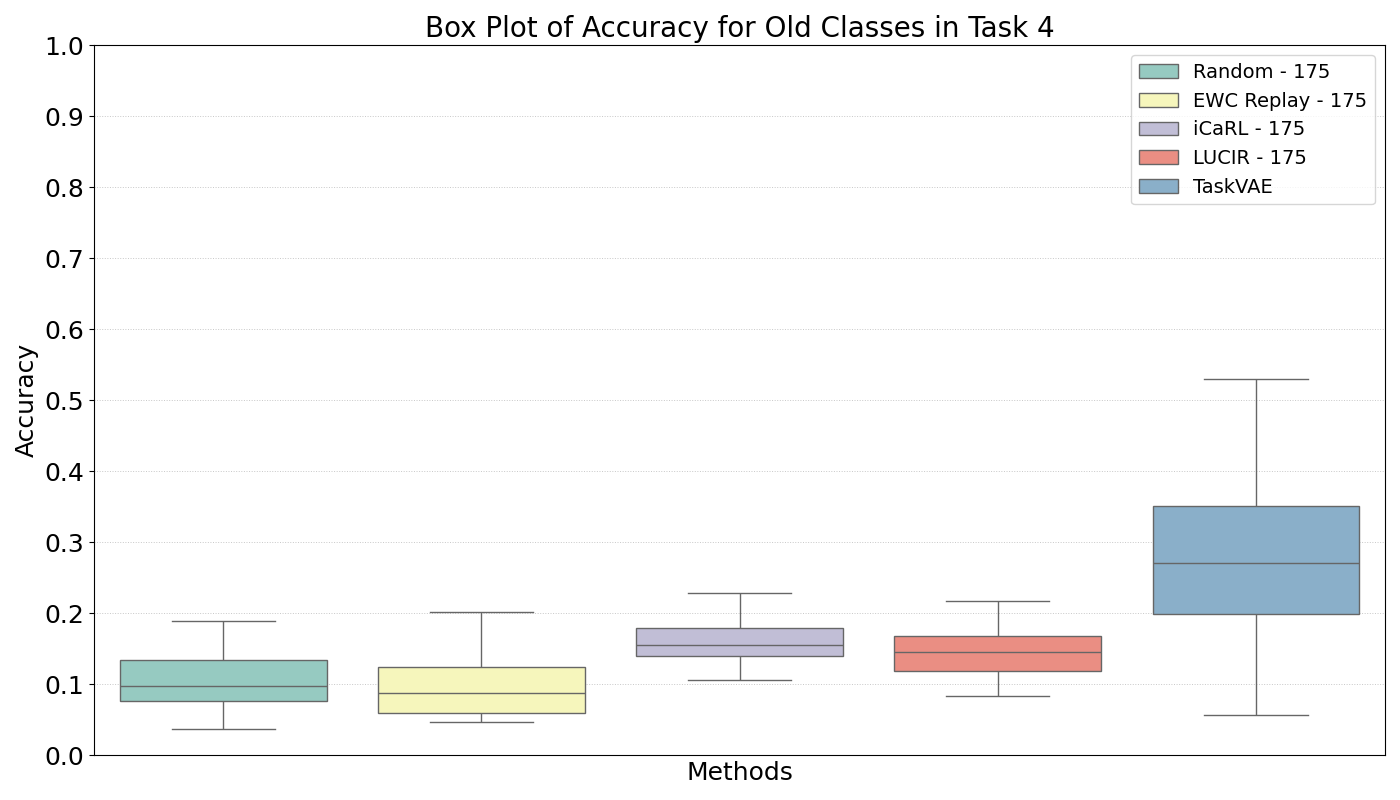 Box Plot of Accuracy for Old Classes in Task 4
1.0
0.9
0.8
0.7
0.6
0.5
0.4
0.3
0.2
0.1
0.0
Accuracy
Methods
Random - 175
EWC Replay - 175
iCaRL - 175
LUCIR - 175
TaskVAE